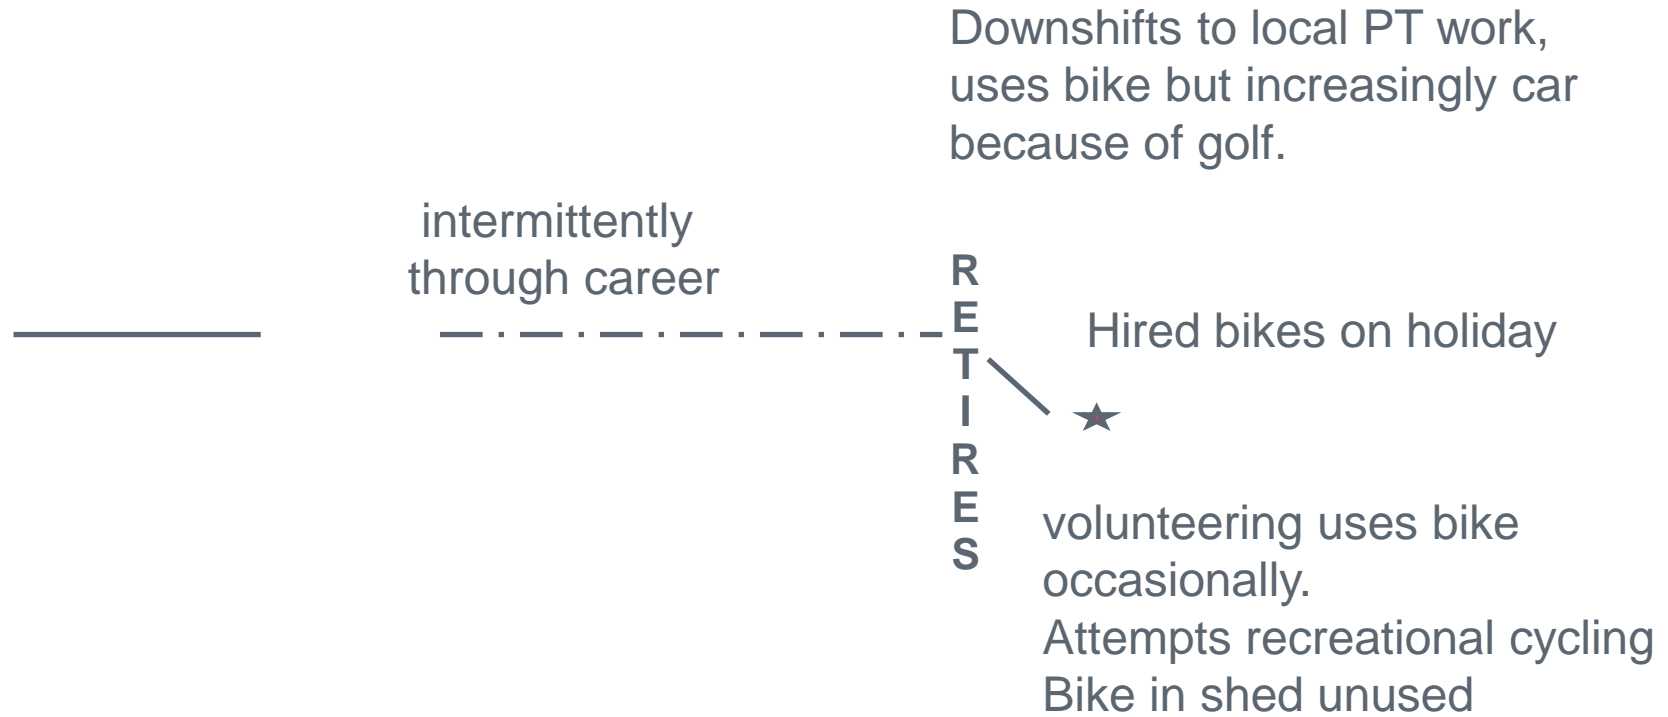 Downshifts to local PT work,
uses bike but increasingly car
because of golf.
intermittently
through career
R
E
T
I
R
E
S
Hired bikes on holiday
volunteering uses bike
occasionally.
Attempts recreational cycling
Bike in shed unused